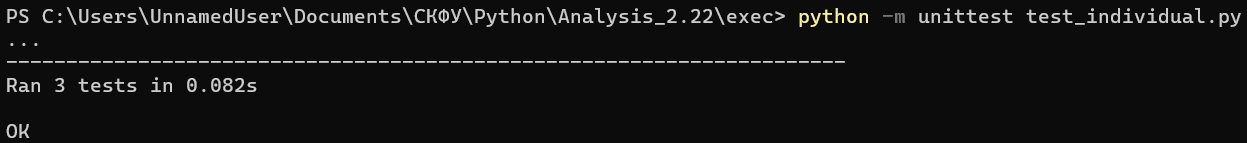 PS C:\Users\UnnamedUser\Documents\СКФУ\Python\Analysis_2.22\exec> python -m unittest test_individual.py
...
----------------------------------------------------------------------
Ran 3 tests in 0.082s

OK